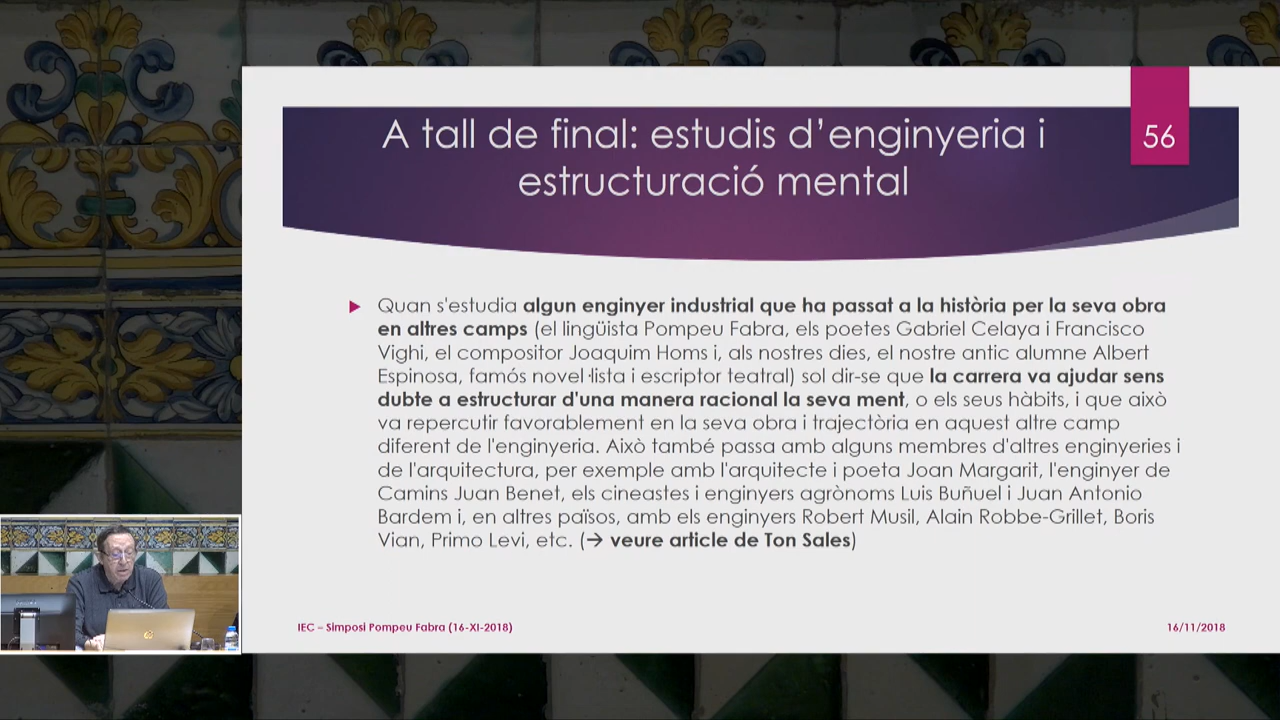 A tall de final: estudis d'enginyeria i
estructuració mental
56
Quan s'estudia algun enginyer industrial que ha passat a la història per la seva obra
en altres camps (el lingüista Pompeu Fabra, els poetes Gabriel Celaya i Francisco
Vighi, el compositor Joaquim Homs i, als nostres dies, el nostre antic alumne Albert
Espinosa, famós novel·lista i escriptor teatral) sol dir-se que la carrera va ajudar sens
dubte a estructurar d'una manera racional la seva ment, o els seus hàbits, i que això
va repercutir favorablement en la seva obra i trajectòria en aquest altre camp
diferent de l'enginyeria. Això també passa amb alguns membres d'altres enginyeries i
de l'arquitectura, per exemple amb l'arquitecte i poeta Joan Margarit, l'enginyer de
Camins Juan Benet, els cineastes i enginyers agrònoms Luis Buñuel i Juan Antonio
Bardem i, en altres països, amb els enginyers Robert Musil, Alain Robbe-Grillet, Boris
Vian, Primo Levi, etc. (→ veure article de Ton Sales)
IEC – Simposi Pompeu Fabra (16-XI-2018)
16/11/2018